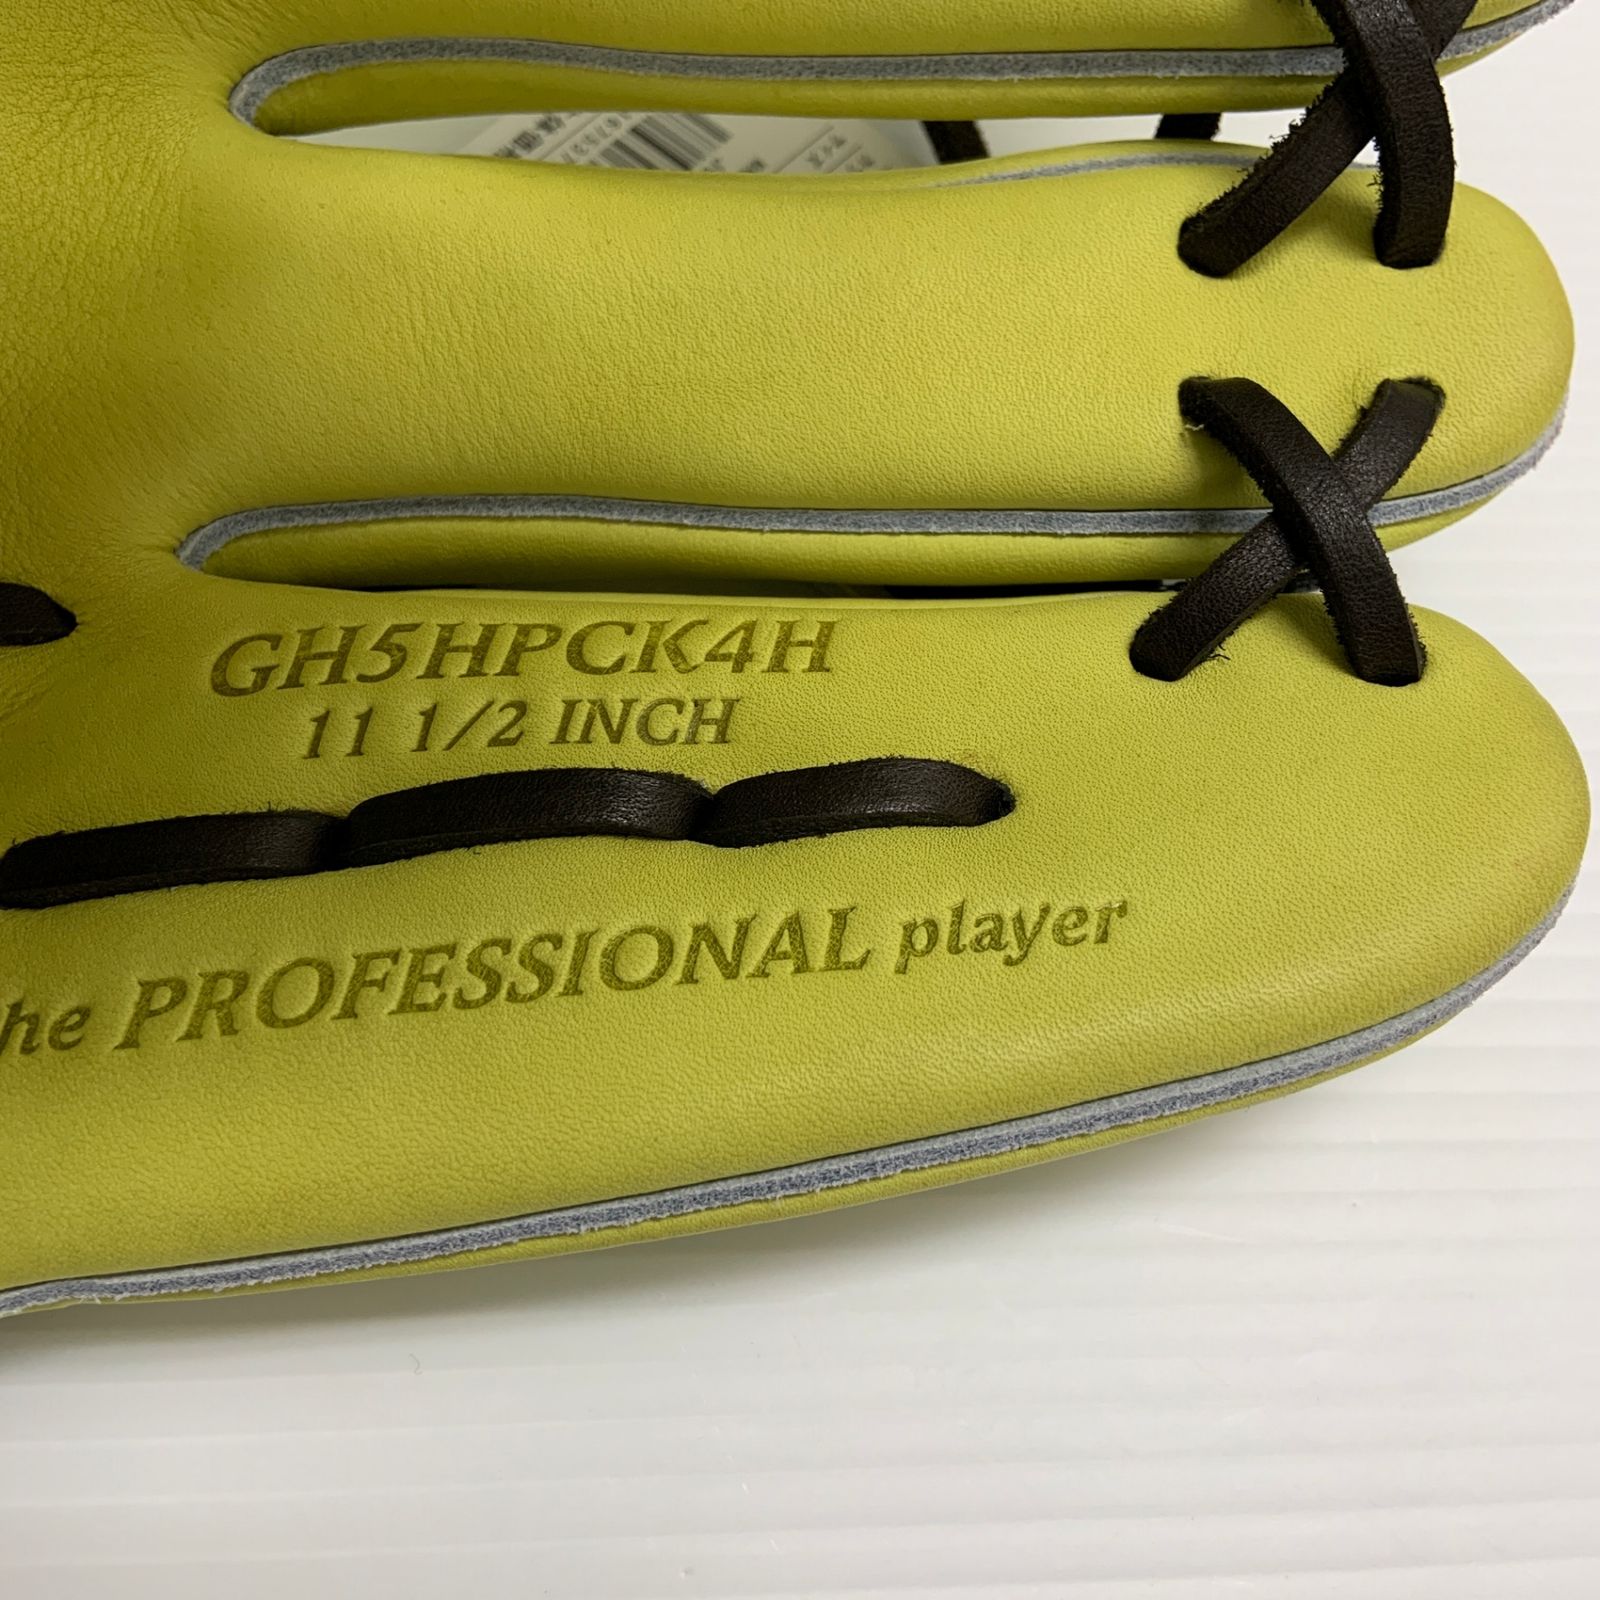 GH5HPCK4H
11 1/2 INCH
he PROFESSIONAL player